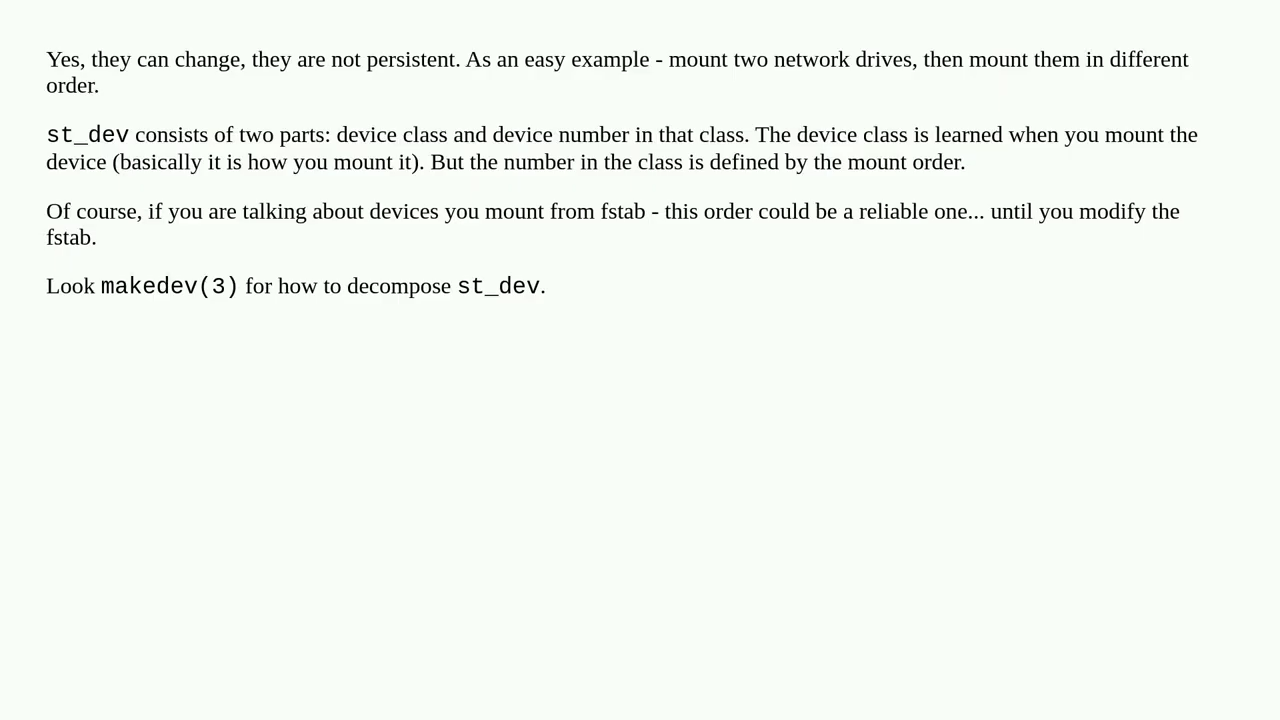 Yes, they can change, they are not persistent. As an easy example - mount two network drives, then mount them in different
order.
st_dev consists of two parts: device class and device number in that class. The device class is learned when you mount the
device (basically it is how you mount it). But the number in the class is defined by the mount order.
Of course, if you are talking about devices you mount from fstab - this order could be a reliable one... until you modify the
fstab.
Look makedev(3) for how to decompose st_dev.